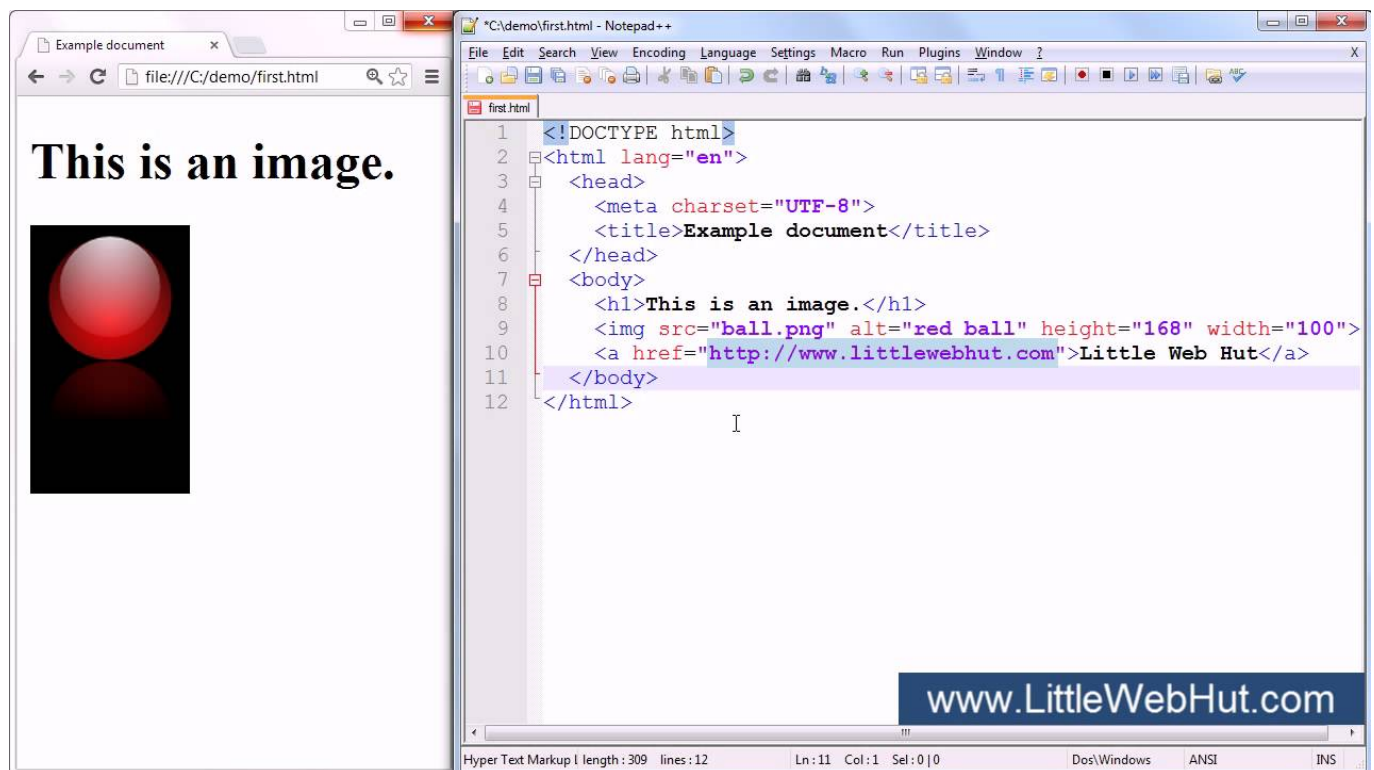 Example document
file:///C:/demo/first.html
This is an image.
*C:\demo\first.html - Notepad++
File Edit Search View Encoding Language Settings Macro Run Plugins Window ? X
first.html
1 <!DOCTYPE html>
2 <html lang="en">
3 <head>
4 <meta charset="UTF-8">
5 <title>Example document</title>
6 </head>
7 <body>
8 <h1>This is an image.</h1>
9 <img src="ball.png" alt="red ball" height="168" width="100">
10 <a href="http://www.littlewebhut.com">Little Web Hut</a>
11 </body>
12 </html>
www.LittleWebHut.com
Hyper Text Markup l length : 309 lines : 12 Ln : 11 Col : 1 Sel : 0 | 0 Dos\Windows ANSI INS